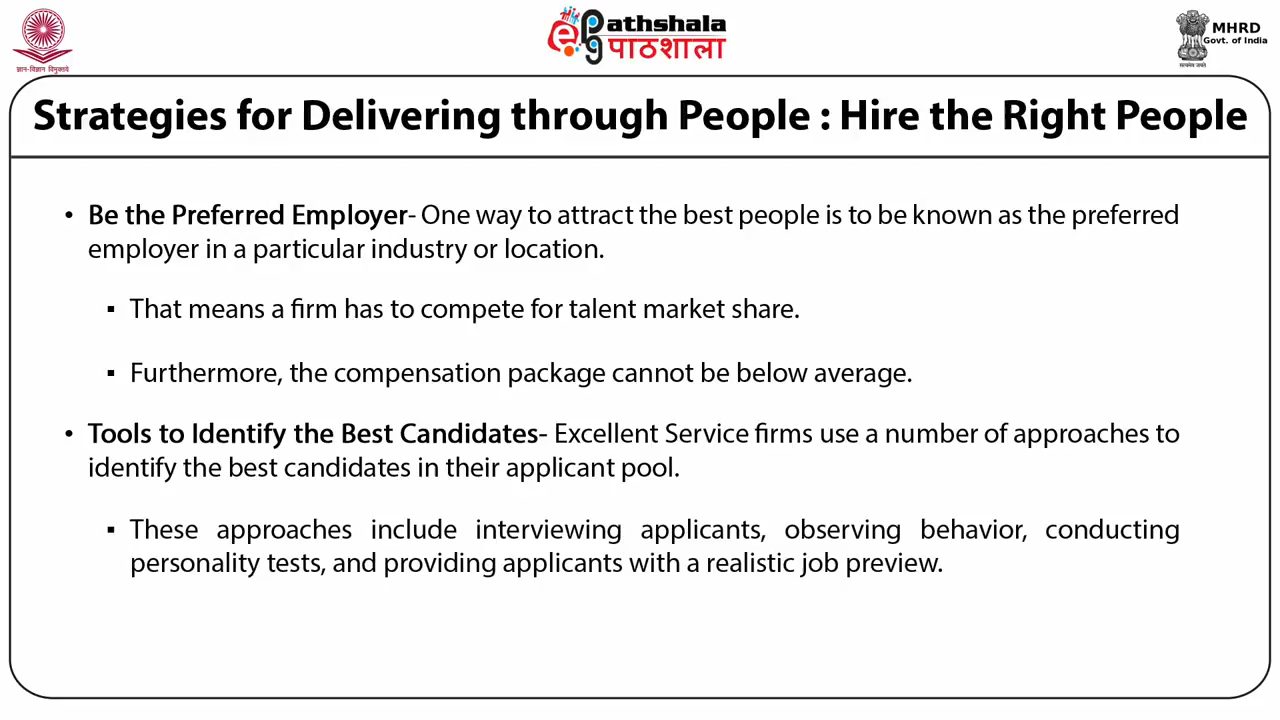 ज्ञान-विज्ञान विमुक्तये
ePathshala
पाठशाला
MHRD
Govt. of India
सत्यमेव जयते
Strategies for Delivering through People : Hire the Right People
• Be the Preferred Employer- One way to attract the best people is to be known as the preferred
employer in a particular industry or location.
▪ That means a firm has to compete for talent market share.
▪ Furthermore, the compensation package cannot be below average.
• Tools to Identify the Best Candidates- Excellent Service firms use a number of approaches to
identify the best candidates in their applicant pool.
▪ These approaches include interviewing applicants, observing behavior, conducting
personality tests, and providing applicants with a realistic job preview.